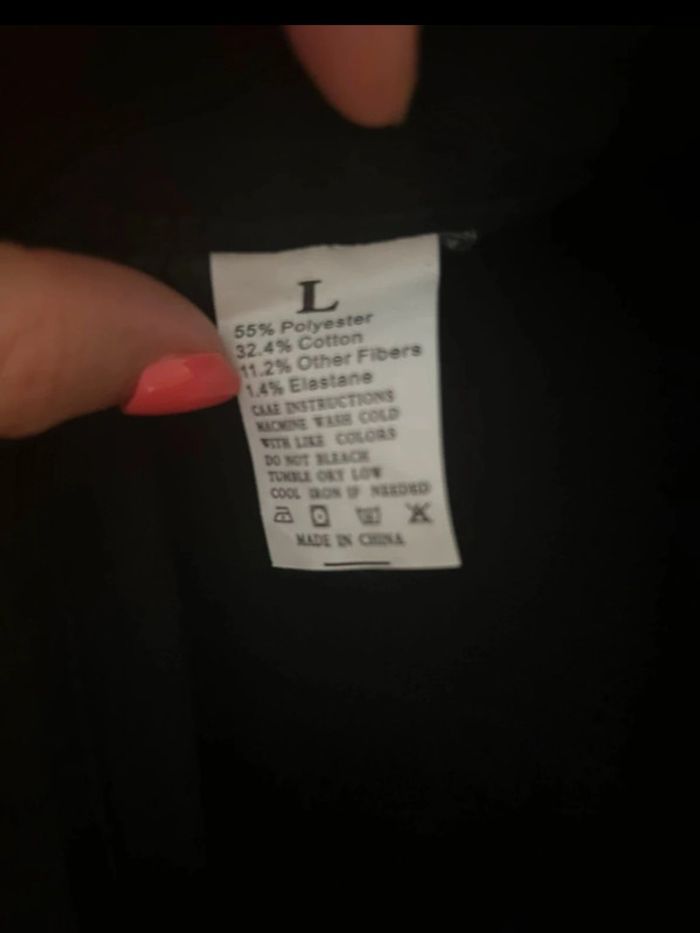 L
55% Polyester
32.4% Cotton
11.2% Other Fibers
1.4% Elastane
CARE INSTRUCTIONS
MACHINE WASH COLD
WITH LIKE COLORS
DO NOT BLEACH
TUMBLE DRY LOW
COOL IRON IF NEEDED
MADE IN CHINA